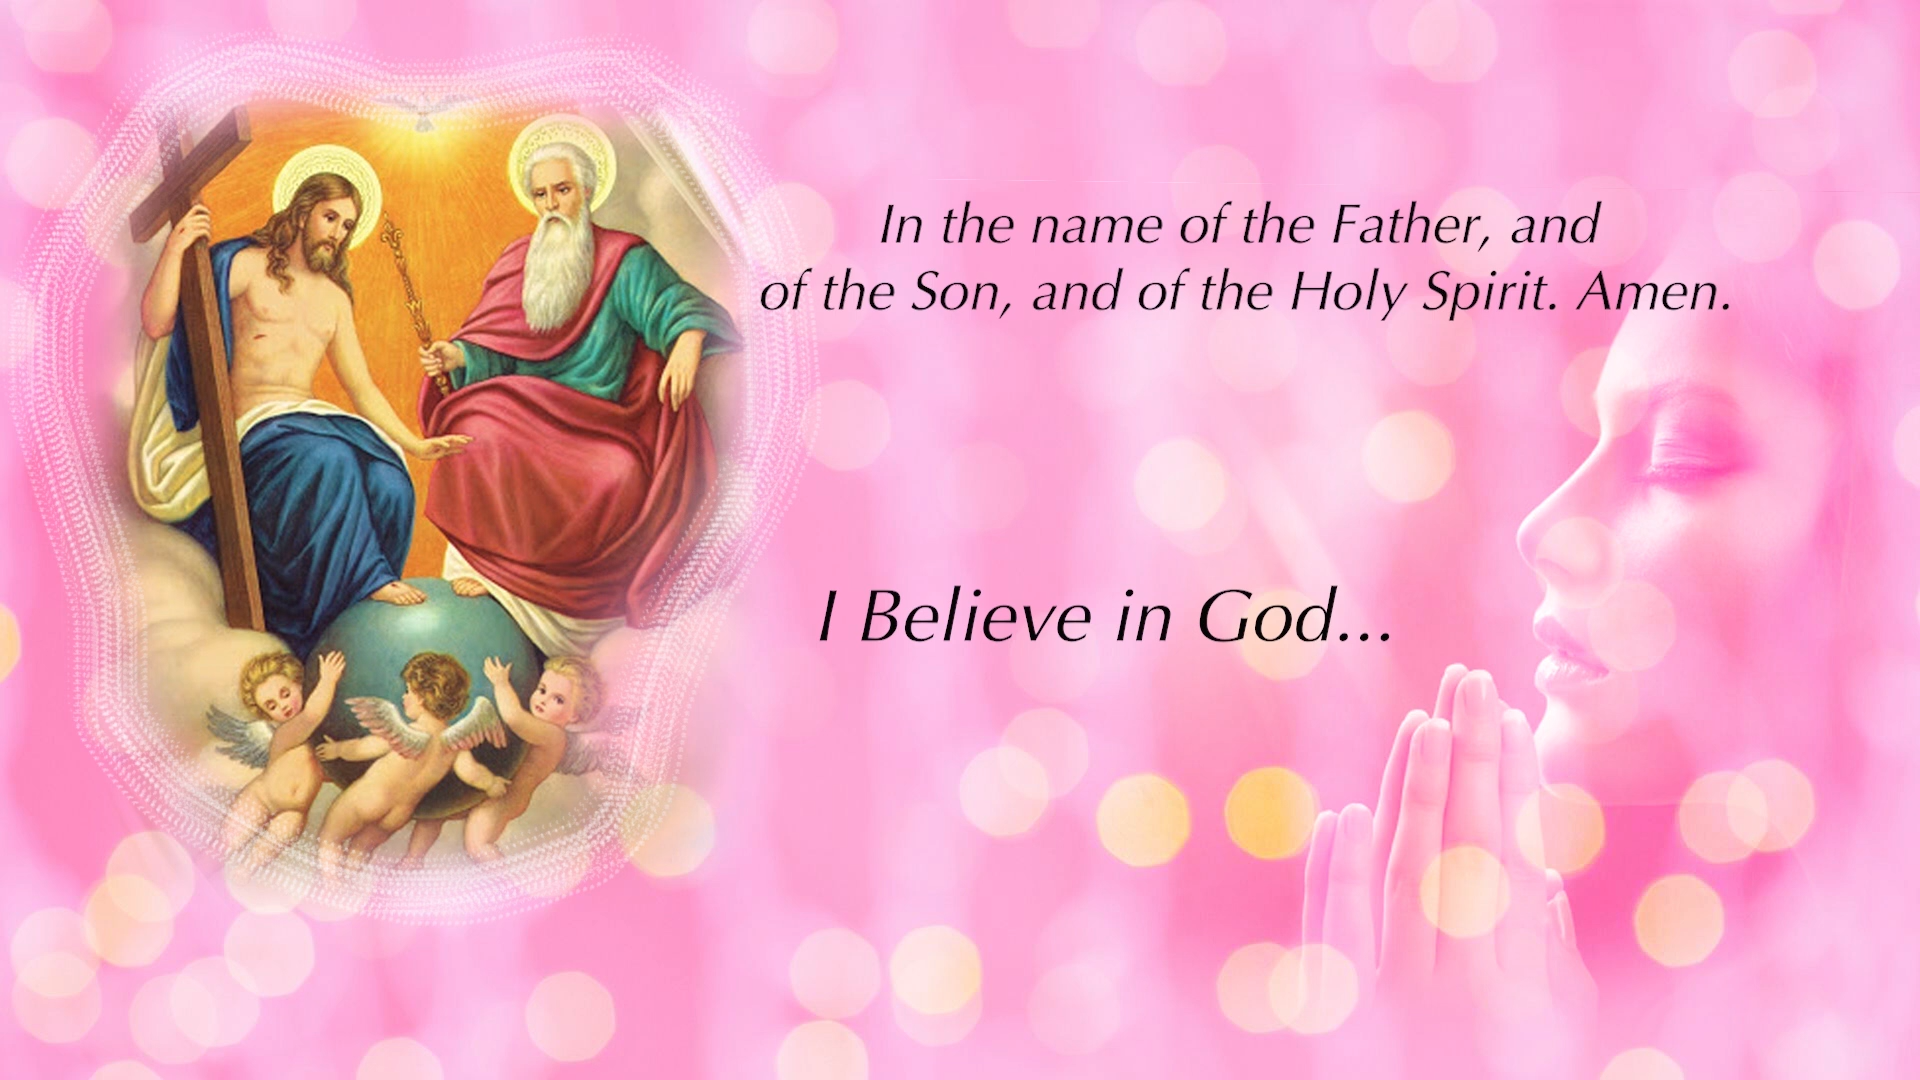 In the name of the Father, and
of the Son, and of the Holy Spirit. Amen.
I Believe in God...